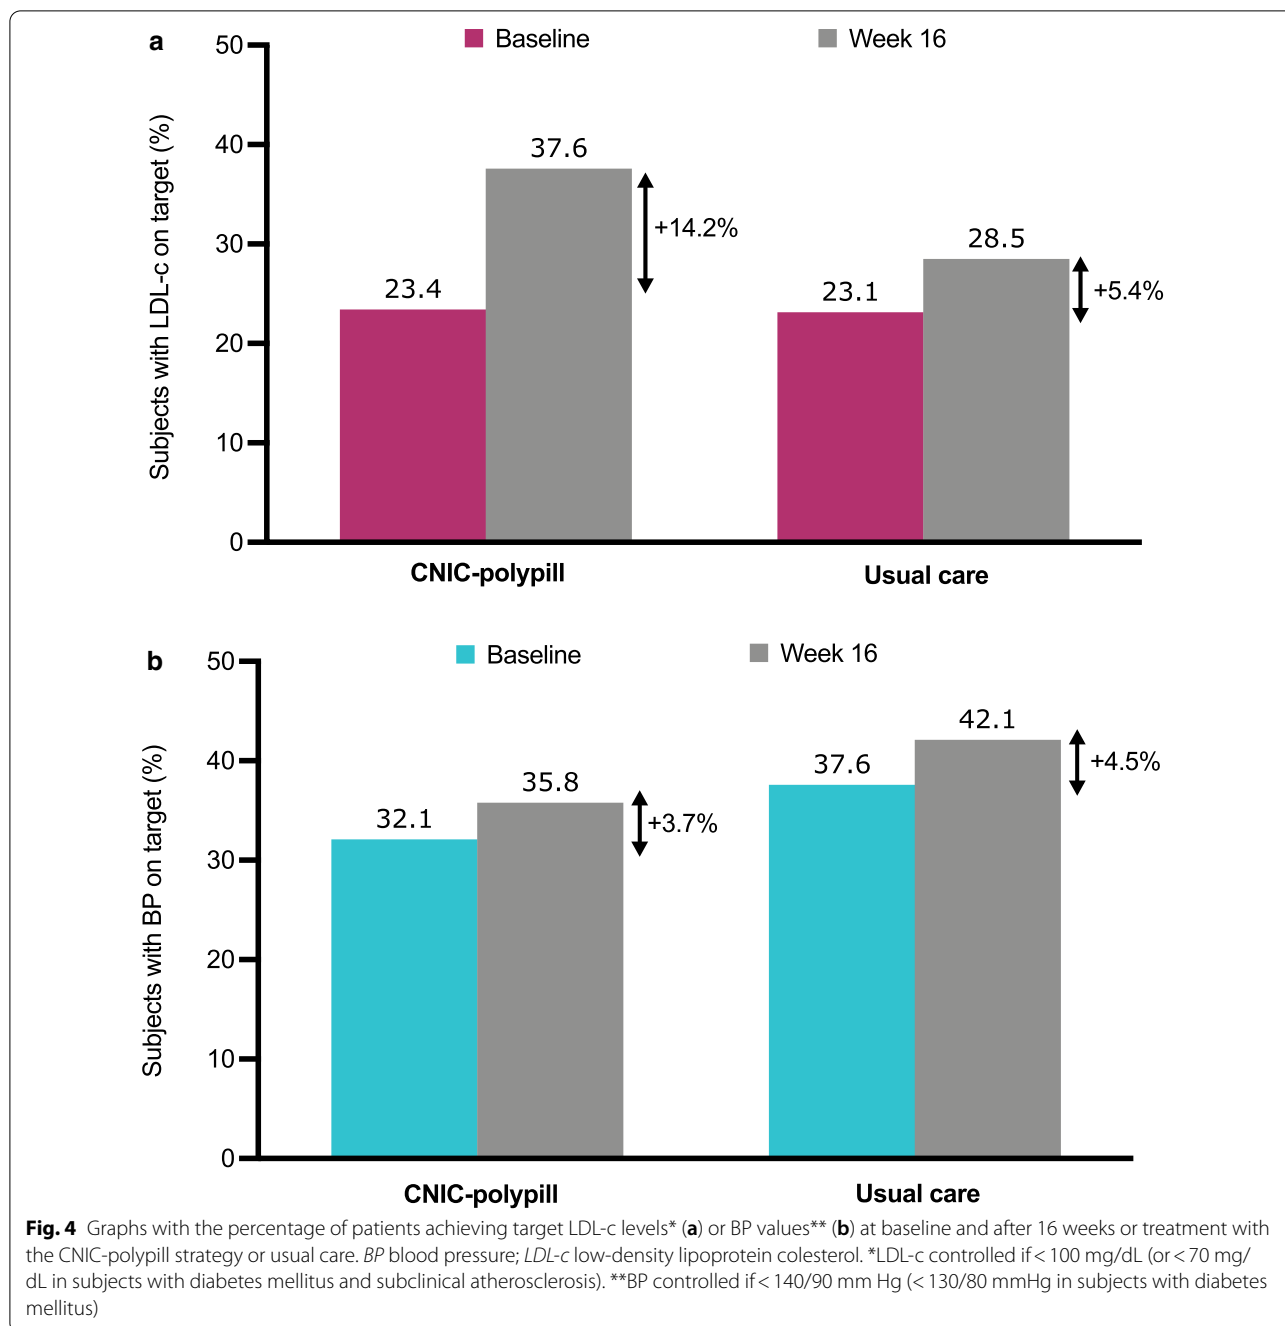 a
Baseline
Week 16
Subjects with LDL-c on target (%)
50
40
30
20
10
0
23.4
37.6
+14.2%
23.1
28.5
+5.4%
CNIC-polypill
Usual care
b
Baseline
Week 16
Subjects with BP on target (%)
50
40
30
20
10
0
32.1
35.8
+3.7%
37.6
42.1
+4.5%
CNIC-polypill
Usual care
Fig. 4 Graphs with the percentage of patients achieving target LDL-c levels* (a) or BP values** (b) at baseline and after 16 weeks or treatment with
the CNIC-polypill strategy or usual care. BP blood pressure; LDL-c low-density lipoprotein colesterol. *LDL-c controlled if < 100 mg/dL (or < 70 mg/
dL in subjects with diabetes mellitus and subclinical atherosclerosis). **BP controlled if < 140/90 mm Hg (< 130/80 mmHg in subjects with diabetes
mellitus)